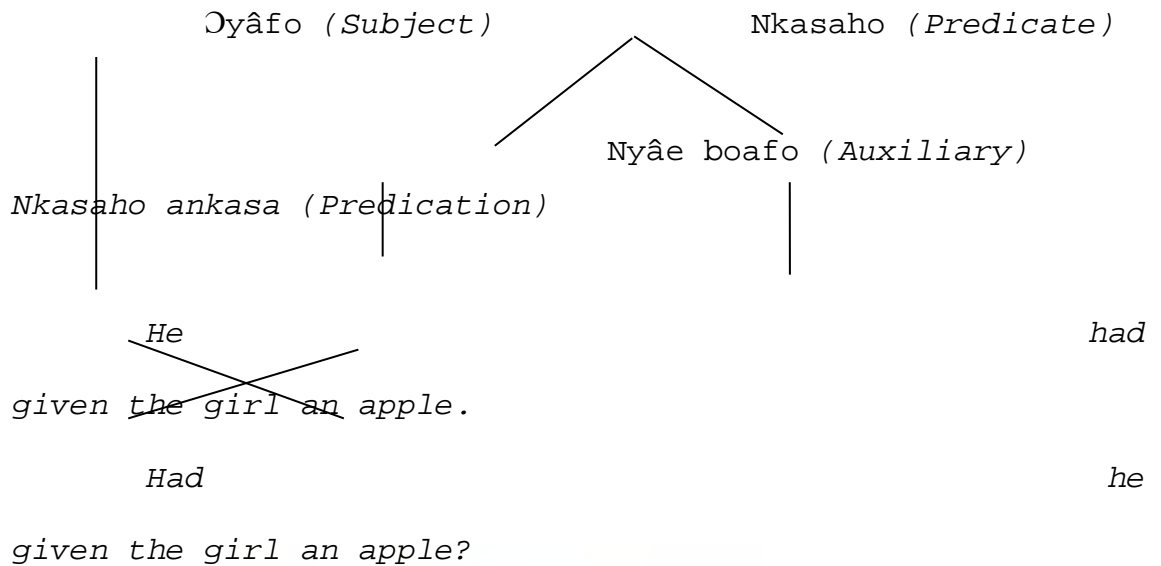 Ɔyâfo (Subject) Nkasaho (Predicate)
Nyâe boafo (Auxiliary)
Nkasaho ankasa (Predication)
He had
given the girl an apple.
Had he
given the girl an apple?